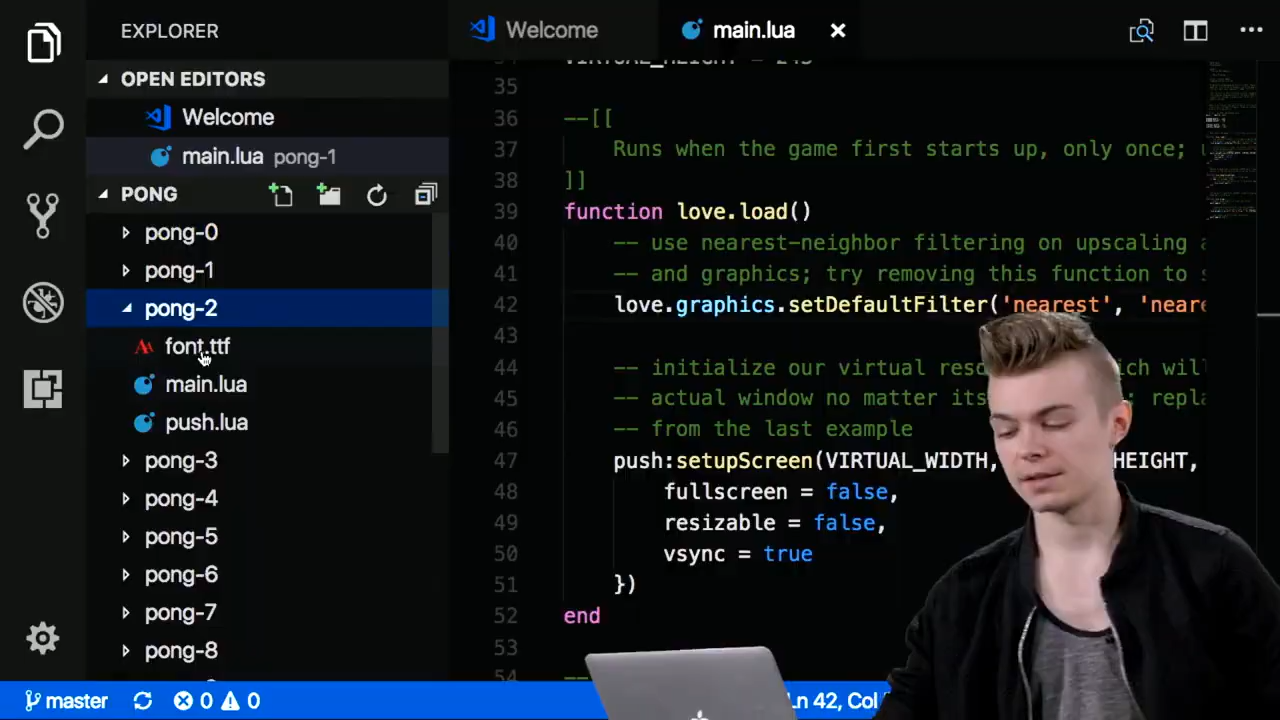 EXPLORER
OPEN EDITORS
Welcome
main.lua pong-1
PONG
pong-0
pong-1
pong-2
font.ttf
main.lua
push.lua
pong-3
pong-4
pong-5
pong-6
pong-7
pong-8
master
0
0
Welcome
main.lua
VIRTUAL_HEIGHT = 243
35
36 --[[
37 Runs when the game first starts up, only once;
38 ]]
39 function love.load()
40 -- use nearest-neighbor filtering on upscaling
41 -- and graphics; try removing this function to
42 love.graphics.setDefaultFilter('nearest', 'neare
43
44 -- initialize our virtual
45 -- actual window no matter its
46 -- from the last example
47 push:setupScreen(VIRTUAL_WIDTH, HEIGHT,
48 fullscreen = false,
49 resizable = false,
50 vsync = true
51 })
52 end
53
Ln 42, Col